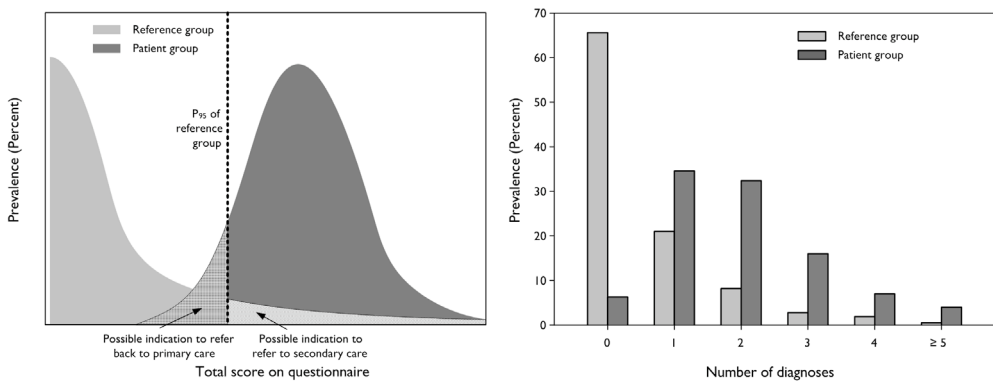 Reference group
Patient group
P95 of
reference
group
Prevalence (Percent)
Possible indication to refer
back to primary care
Possible indication to
refer to secondary care
Total score on questionnaire
70
60
50
40
30
20
10
0
Reference group
Patient group
Prevalence (Percent)
0 1 2 3 4 ≥ 5
Number of diagnoses